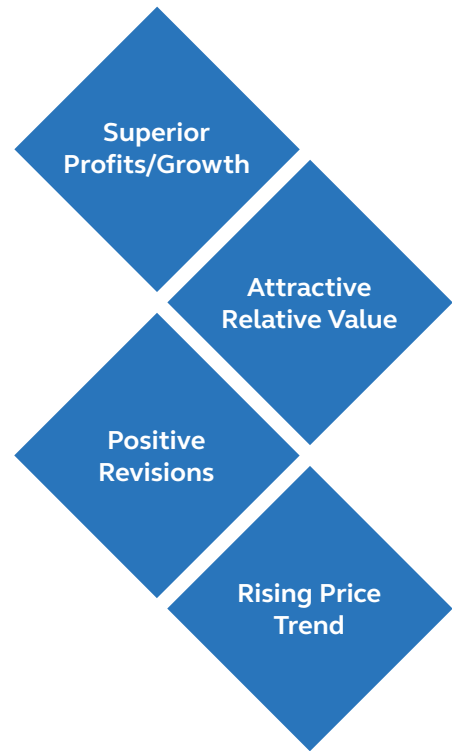 Superior
Profits/Growth
Attractive
Relative Value
Positive
Revisions
Rising Price
Trend